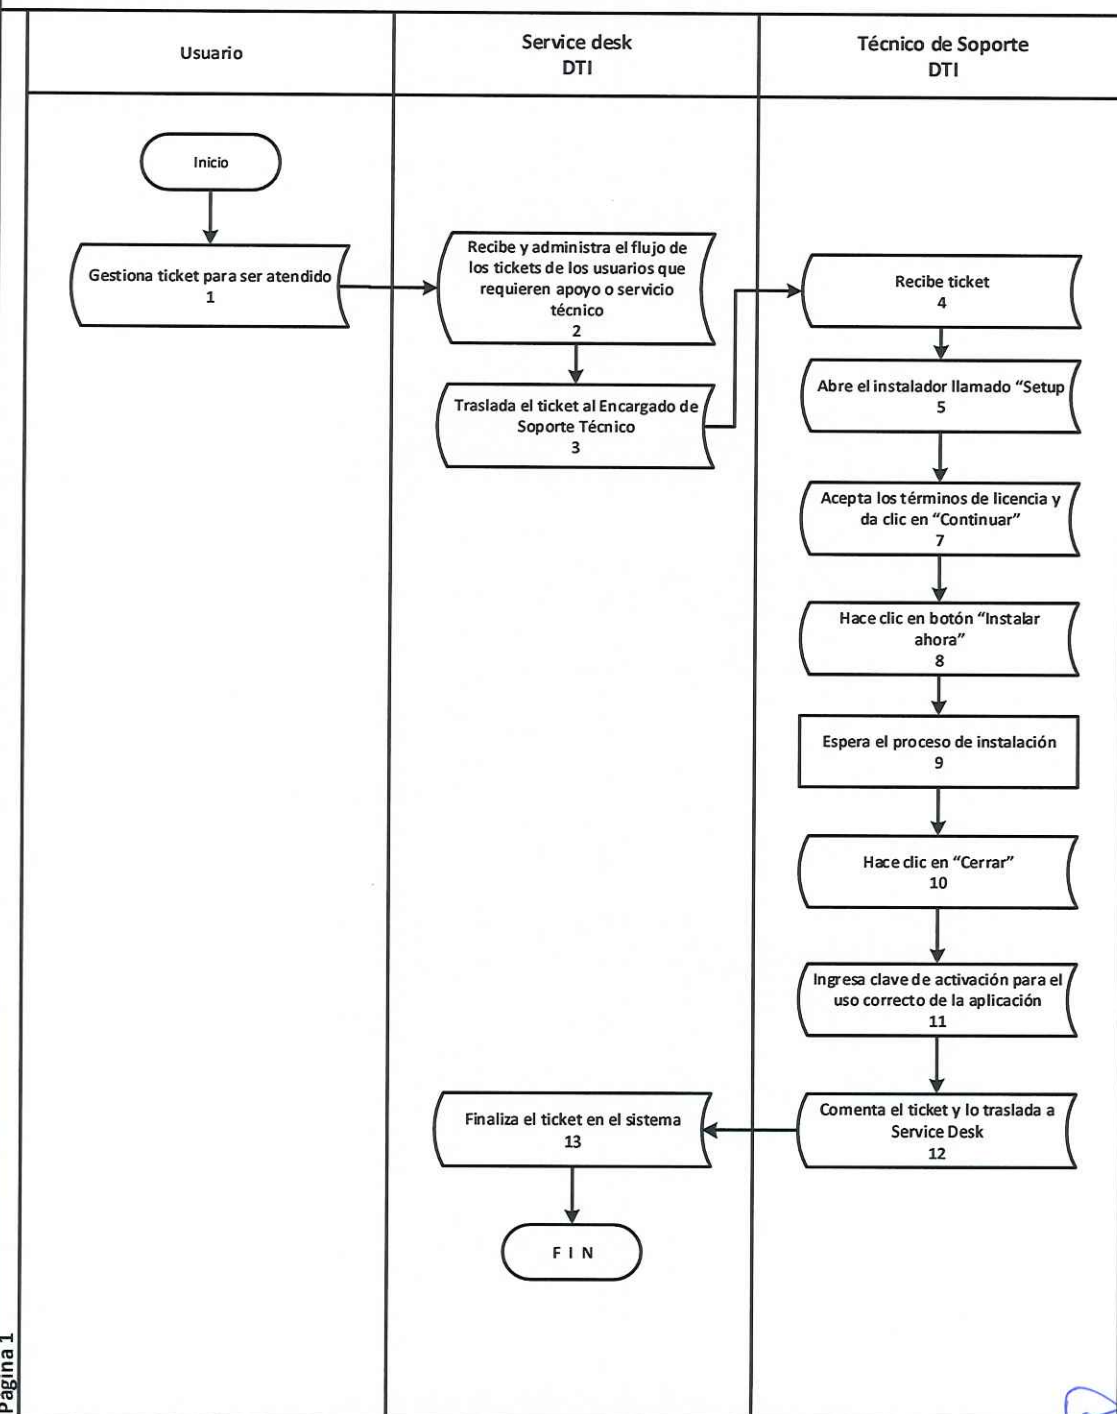 Usuario
Service desk
DTI
Técnico de Soporte
DTI
Inicio
Gestiona ticket para ser atendido
1
Recibe y administra el flujo de
los tickets de los usuarios que
requieren apoyo o servicio
técnico
2
Traslada el ticket al Encargado de
Soporte Técnico
3
Recibe ticket
4
Abre el instalador llamado “Setup
5
Acepta los términos de licencia y
da clic en “Continuar”
7
Hace clic en botón “Instalar
ahora”
8
Espera el proceso de instalación
9
Hace clic en “Cerrar”
10
Ingresa clave de activación para el
uso correcto de la aplicación
11
Comenta el ticket y lo traslada a
Service Desk
12
Finaliza el ticket en el sistema
13
F I N
Página 1